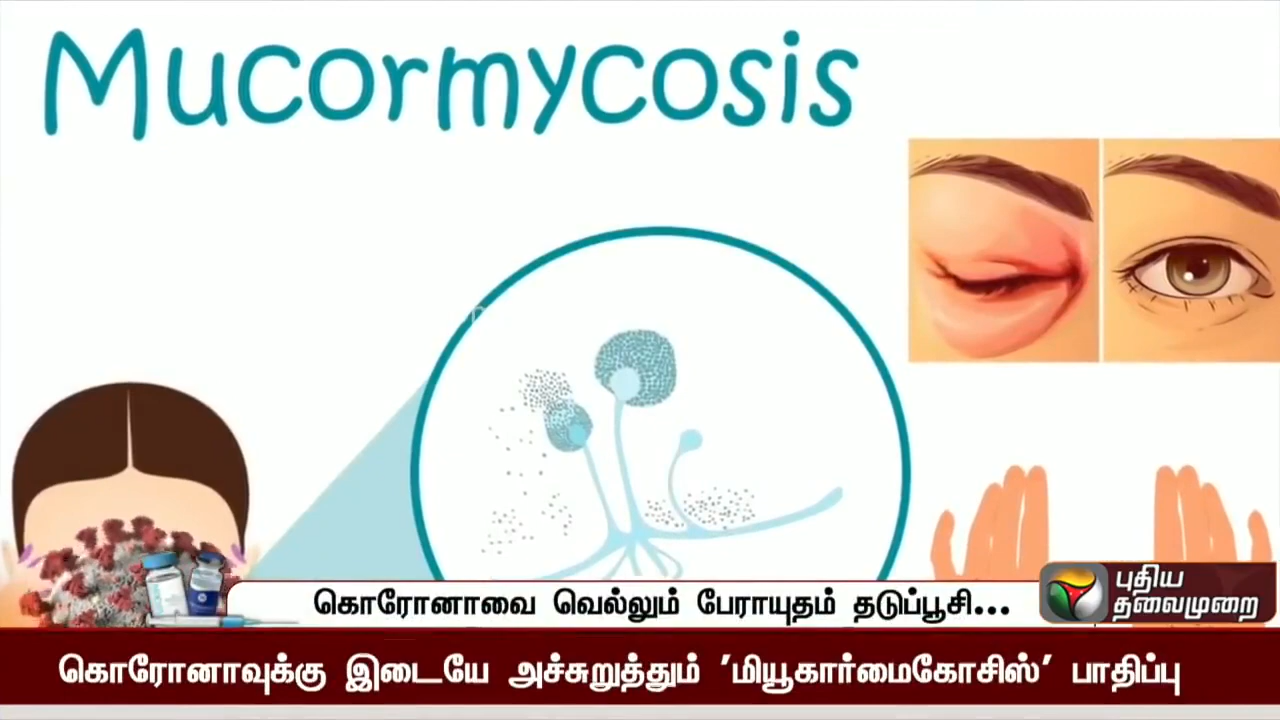 Mucormycosis
கொரோனாவை வெல்லும் பேராயுதம் தடுப்பூசி...
புதிய
தலைமுறை
கொரோனாவுக்கு இடையே அச்சுறுத்தும் 'மியூகார்மைகோசிஸ்' பாதிப்பு